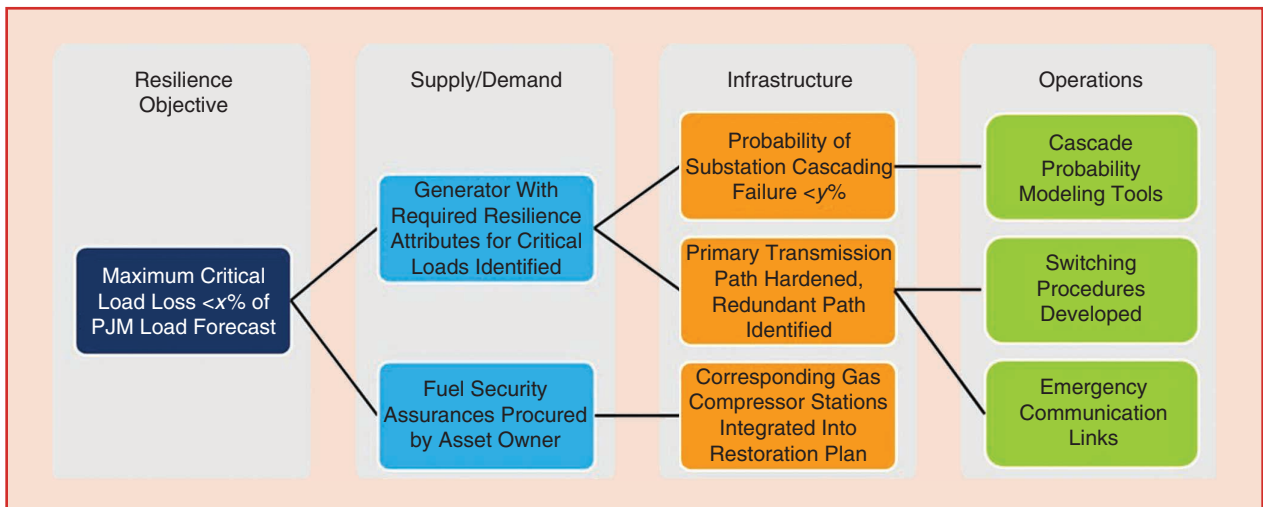 Resilience
Objective
Supply/Demand
Infrastructure
Operations
Maximum Critical
Load Loss <x% of
PJM Load Forecast
Generator With
Required Resilience
Attributes for Critical
Loads Identified
Fuel Security
Assurances Procured
by Asset Owner
Probability of
Substation Cascading
Failure <y%
Primary Transmission
Path Hardened,
Redundant Path
Identified
Corresponding Gas
Compressor Stations
Integrated Into
Restoration Plan
Cascade
Probability
Modeling Tools
Switching
Procedures
Developed
Emergency
Communication
Links